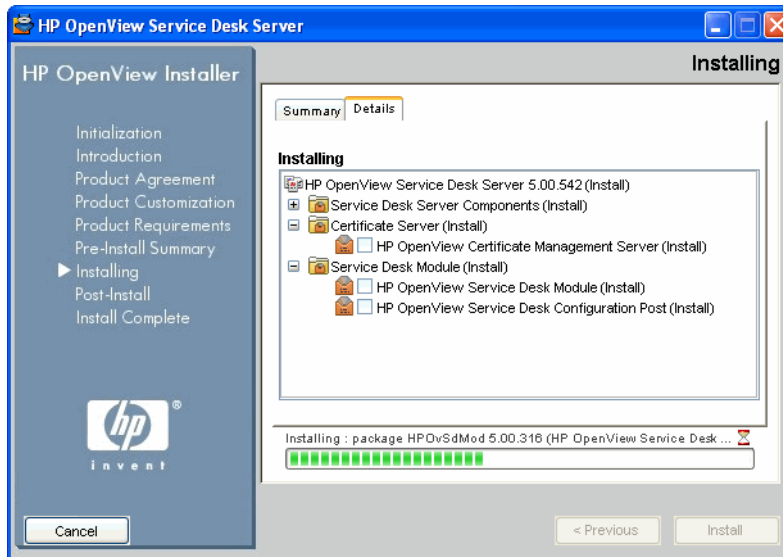 HP OpenView Service Desk Server
HP OpenView Installer
Initialization
Introduction
Product Agreement
Product Customization
Product Requirements
Pre-Install Summary
Installing
Post-Install
Install Complete
hp
®
invent
Cancel
Installing
Summary
Details
Installing
HP OpenView Service Desk Server 5.00.542 (Install)
Service Desk Server Components (Install)
Certificate Server (Install)
HP OpenView Certificate Management Server (Install)
Service Desk Module (Install)
HP OpenView Service Desk Module (Install)
HP OpenView Service Desk Configuration Post (Install)
Installing : package HPOvSdMod 5.00.316 (HP OpenView Service Desk ...
< Previous
Install